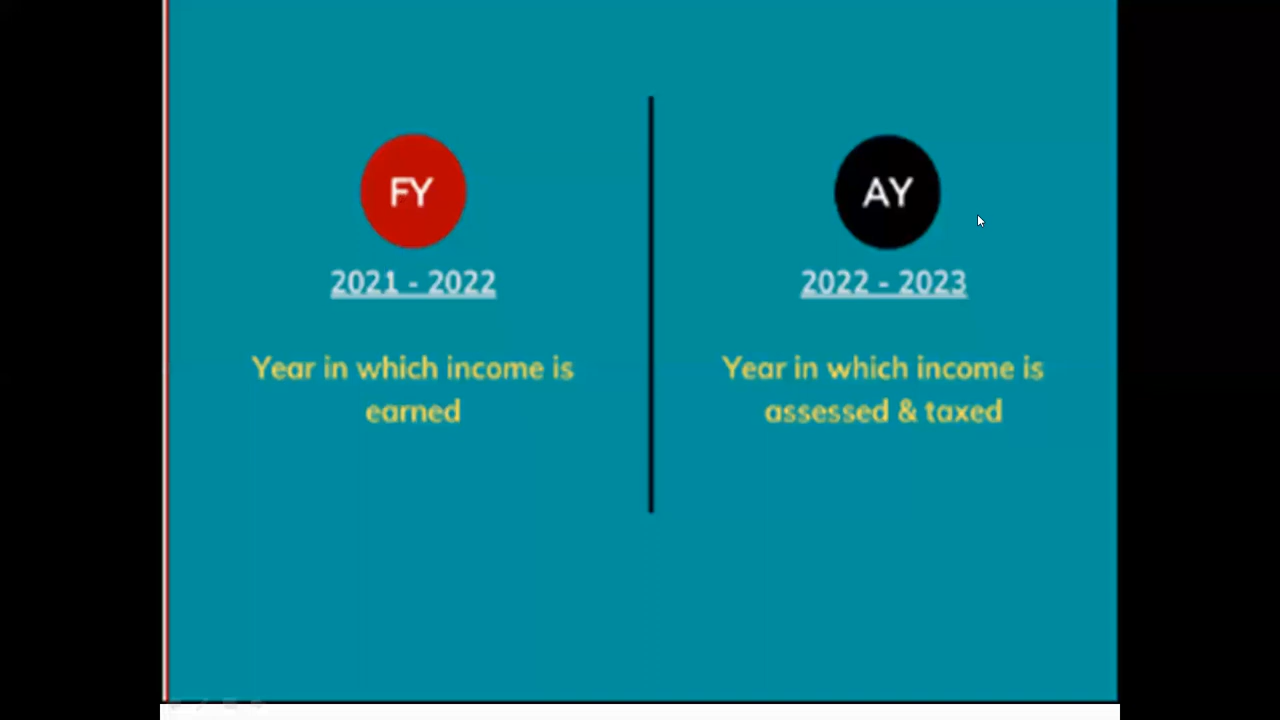 FY
2021 - 2022
Year in which income is
earned
AY
2022 - 2023
Year in which income is
assessed & taxed